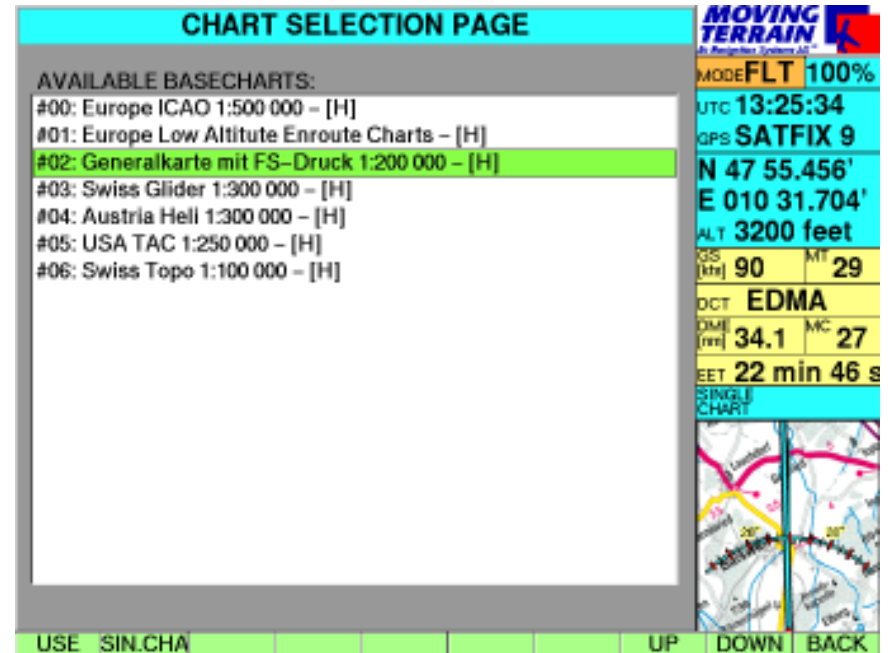 CHART SELECTION PAGE
AVAILABLE BASECHARTS:
#00: Europe ICAO 1:500 000 – [H]
#01: Europe Low Altitute Enroute Charts – [H]
#02: Generalkarte mit FS–Druck 1:200 000 – [H]
#03: Swiss Glider 1:300 000 – [H]
#04: Austria Heli 1:300 000 – [H]
#05: USA TAC 1:250 000 – [H]
#06: Swiss Topo 1:100 000 – [H]
MOVING
TERRAIN
MODE FLT 100%
UTC 13:25:34
GPS SATFIX 9
N 47 55.456'
E 010 31.704'
ALT 3200 feet
GS [kts] 90 MT 29
DCT EDMA
DME [nm] 34.1 MC 27
EET 22 min 46 s
SINGLE
CHART
USE SIN.CHA UP DOWN BACK